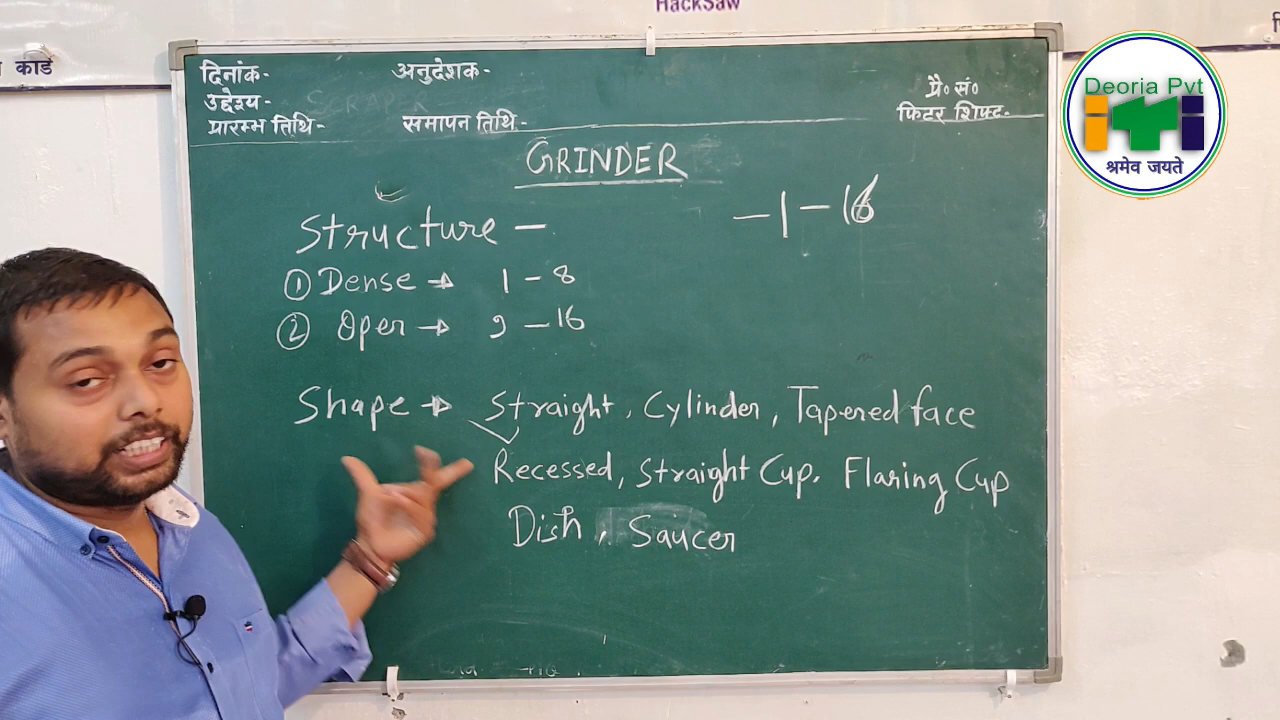 HackSaw
कार्ड
दिनांक-
अनुदेशक-
उद्देश्य-
SCRAPER
प्रै० सं०
प्रारम्भ तिथि-
समापन तिथि-
फिटर शिफ्ट-
Deoria Pvt
ITI
श्रमेव जयते
GRINDER
Structure -
- 1 - 16
① Dense → 1 - 8
② Open → 9 - 16
Shape → Straight, Cylinder, Tapered face
Recessed, Straight Cup. Flaring Cup
Dish, Saucer